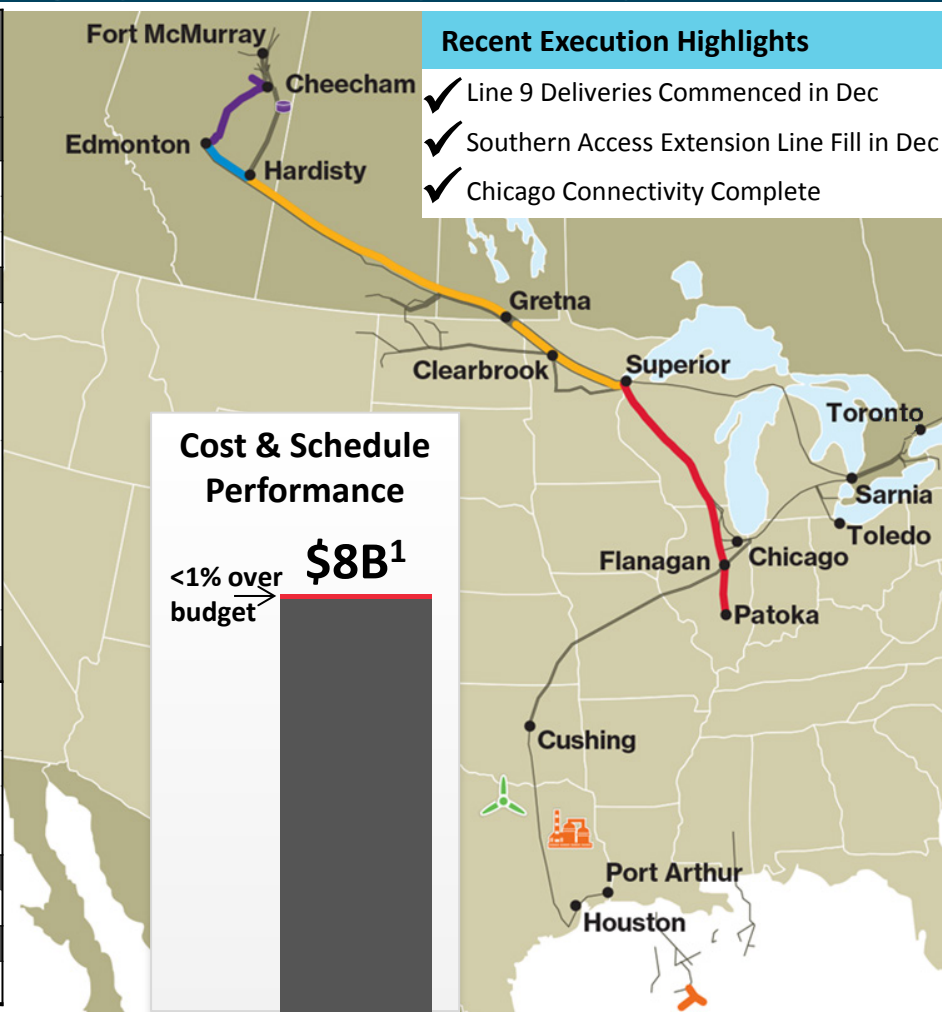 Recent Execution Highlights
✓ Line 9 Deliveries Commenced in Dec
✓ Southern Access Extension Line Fill in Dec
✓ Chicago Connectivity Complete
Fort McMurray
Cheecham
Edmonton
Hardisty
Gretna
Clearbrook
Superior
Toronto
Sarnia
Toledo
Chicago
Flanagan
Patoka
Cushing
Port Arthur
Houston
Cost & Schedule
Performance
$8B¹
<1% over
budget